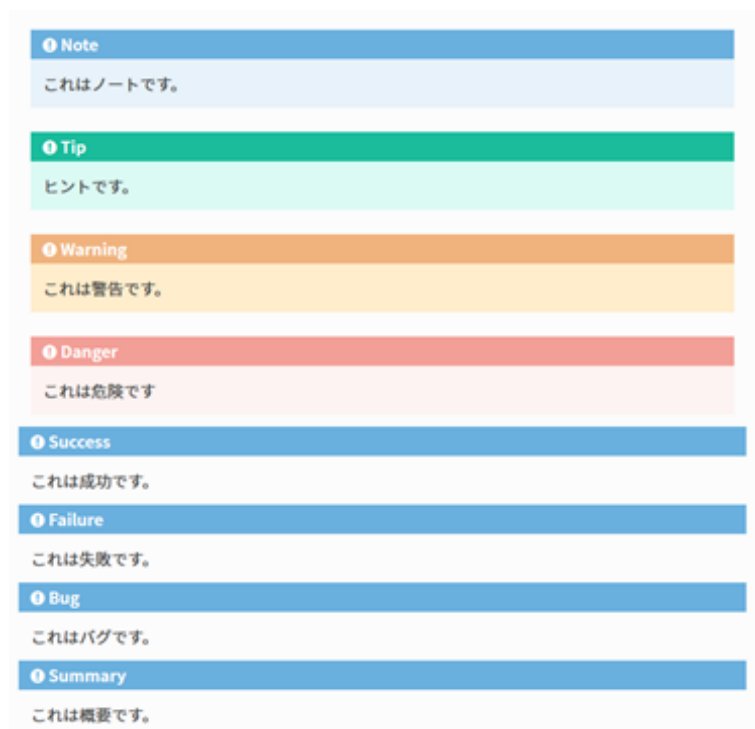 Note
これはノートです。
Tip
ヒントです。
Warning
これは警告です。
Danger
これは危険です
Success
これは成功です。
Failure
これは失敗です。
Bug
これはバグです。
Summary
これは概要です。